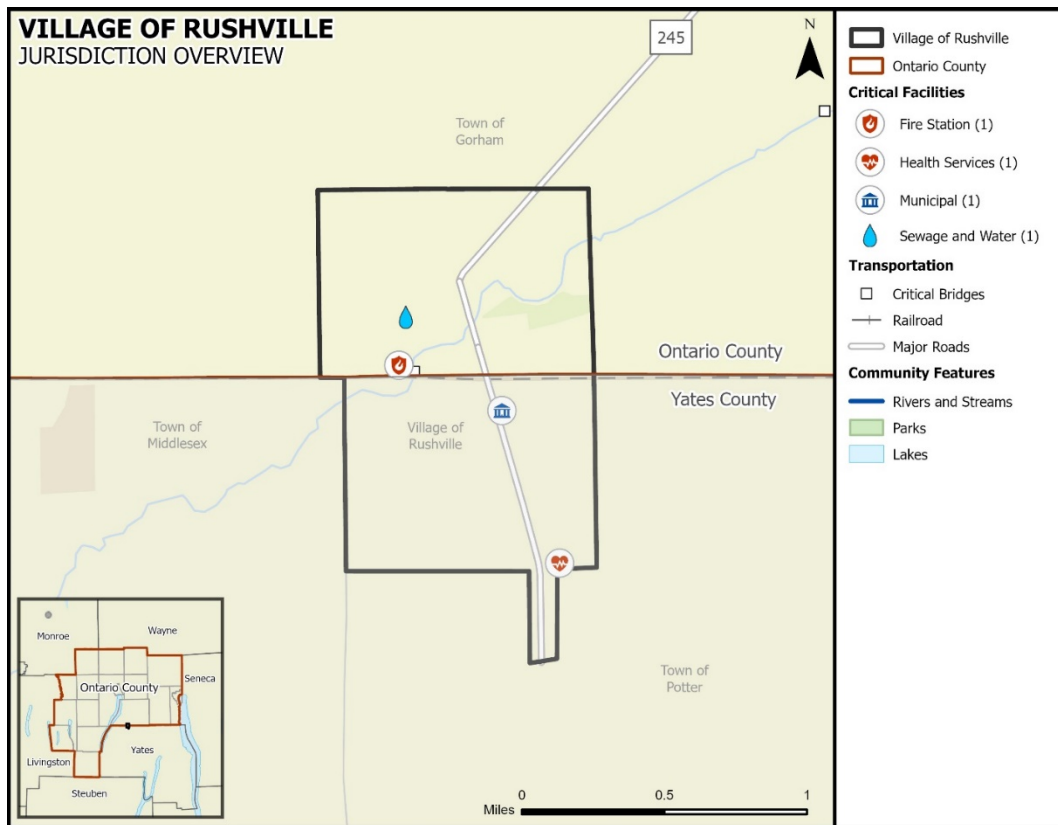 VILLAGE OF RUSHVILLE
JURISDICTION OVERVIEW
245
N
Town of
Gorham
Ontario County
Yates County
Town of
Middlesex
Village of
Rushville
Town of
Potter
Monroe
Wayne
Ontario County
Seneca
Yates
Livingston
Steuben
0
0.5
1
Miles
Village of Rushville
Ontario County
Critical Facilities
Fire Station (1)
Health Services (1)
Municipal (1)
Sewage and Water (1)
Transportation
Critical Bridges
Railroad
Major Roads
Community Features
Rivers and Streams
Parks
Lakes